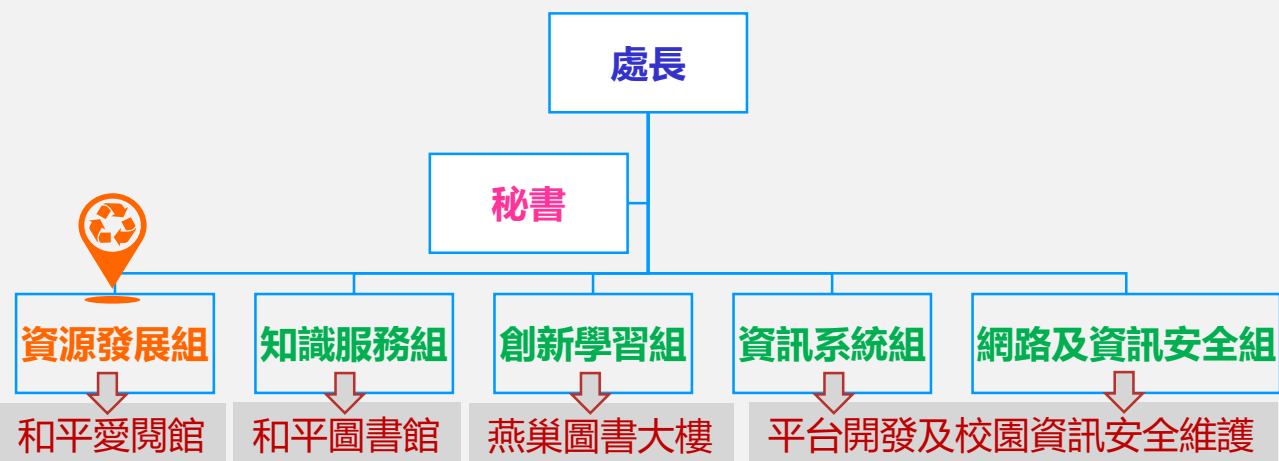 處長
秘書
資源發展組
知識服務組
創新學習組
資訊系統組
網路及資訊安全組
和平愛閱館
和平圖書館
燕巢圖書大樓
平台開發及校園資訊安全維護